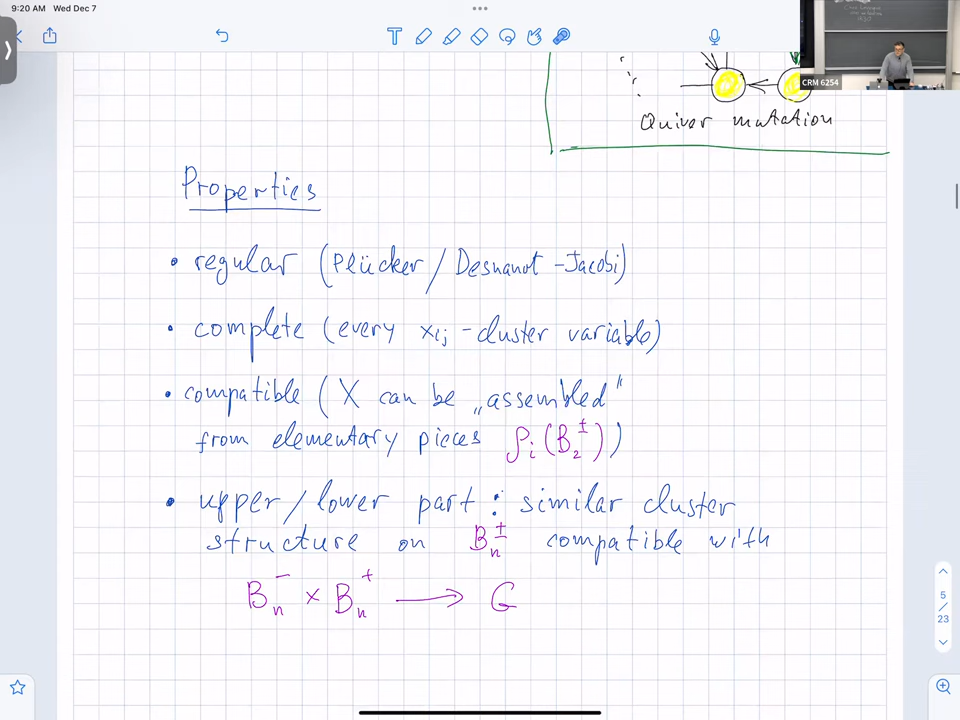 9:20 AM Wed Dec 7
CRM 6254
Quiver mutation
Properties
• regular (Plücker / Desnanot - Jacobi)
• complete (every xij - cluster variable)
• compatible ( X can be „assembled"
from elementary pieces ρi (B2±) )
• upper/lower part : similar cluster
structure on Bn± compatible with
Bn− × Bn+ ⟶ G
5
/
23